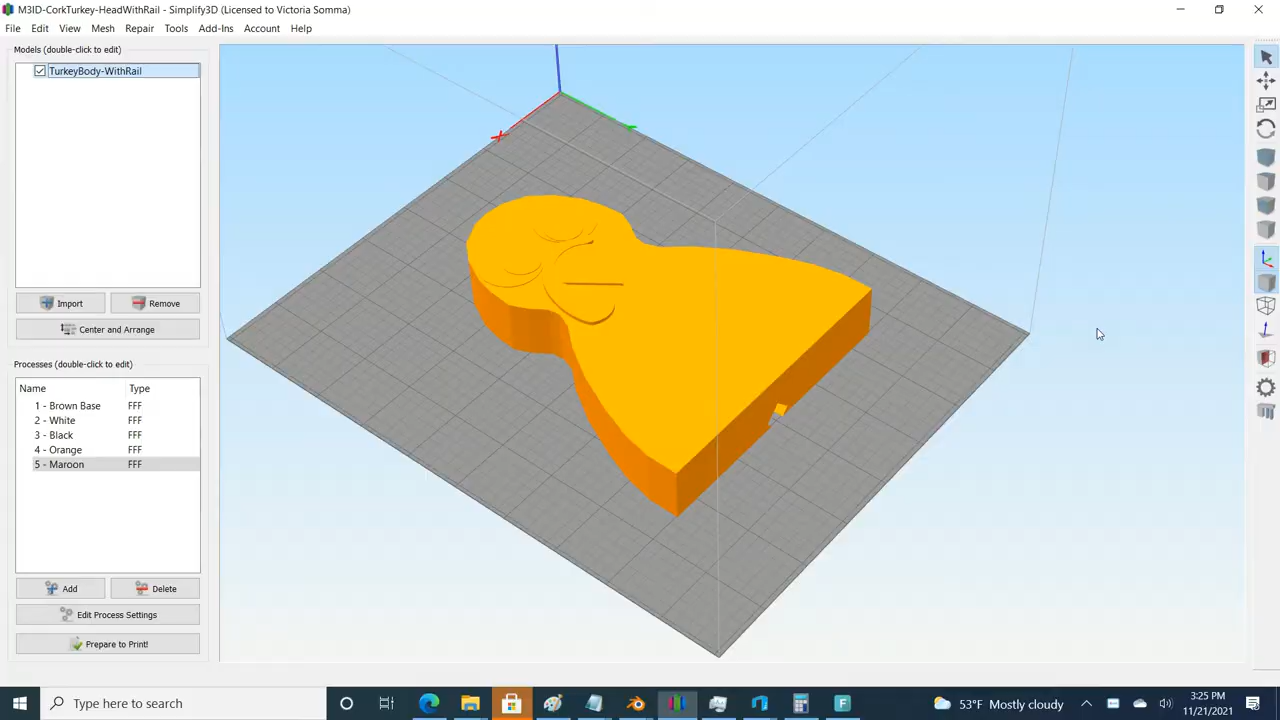 M3ID-CorkTurkey-HeadWithRail - Simplify3D (Licensed to Victoria Somma)
File Edit View Mesh Repair Tools Add-Ins Account Help
Models (double-click to edit)
TurkeyBody-WithRail
Import Remove
Center and Arrange
Processes (double-click to edit)
Name Type
1 - Brown Base FFF
2 - White FFF
3 - Black FFF
4 - Orange FFF
5 - Maroon FFF
Add Delete
Edit Process Settings
Prepare to Print!
Type here to search
53°F Mostly cloudy
3:25 PM
11/21/2021